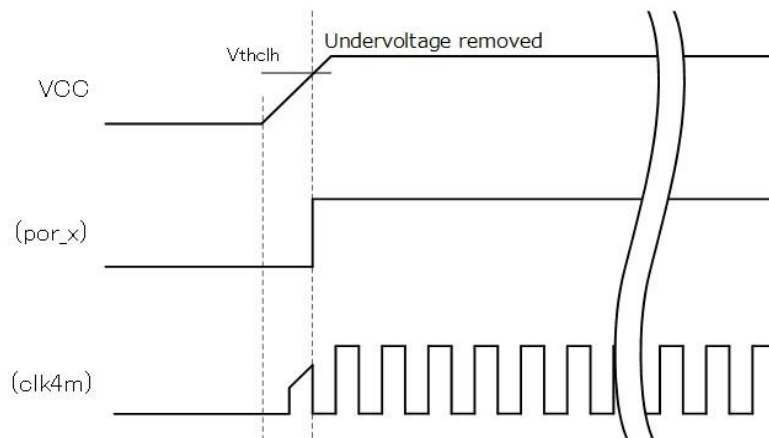 Undervoltage removed
Vthclh
VCC
(por_x)
(clk4m)